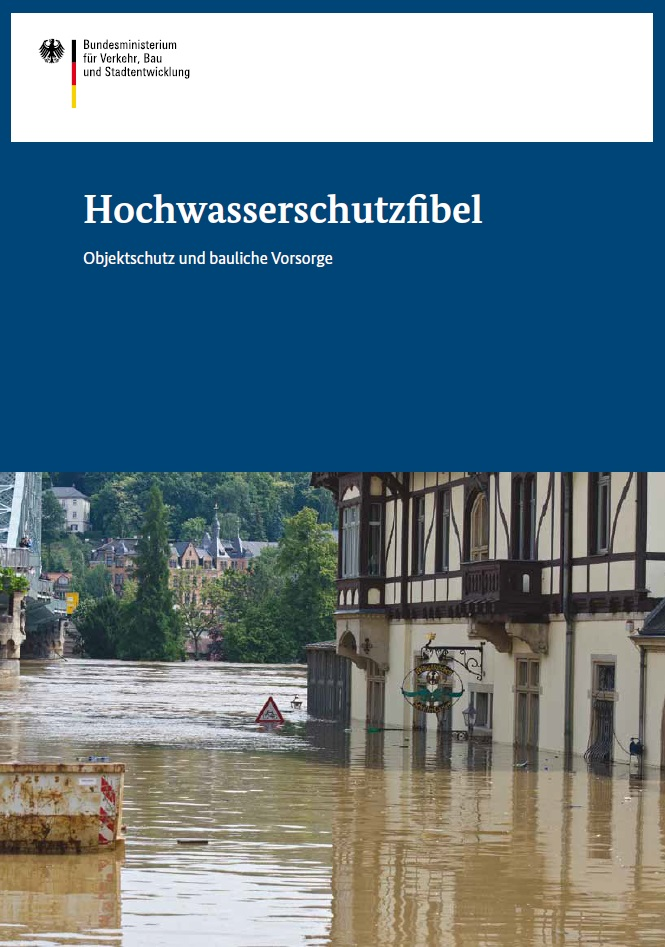 Bundesministerium
für Verkehr, Bau
und Stadtentwicklung
Hochwasserschutzfibel
Objektschutz und bauliche Vorsorge